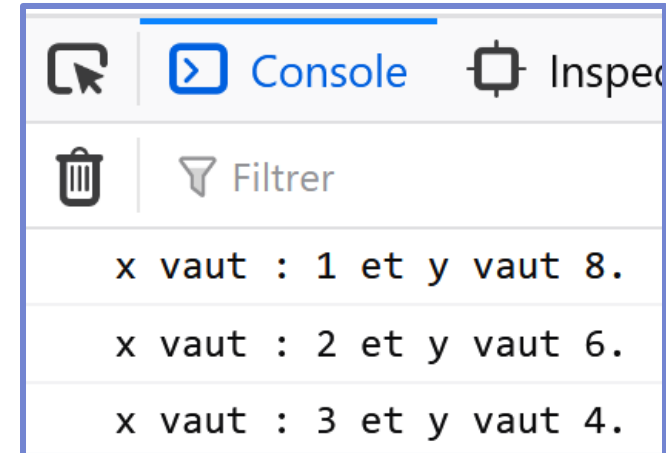 Console Inspec
Filtrer
x vaut : 1 et y vaut 8.
x vaut : 2 et y vaut 6.
x vaut : 3 et y vaut 4.